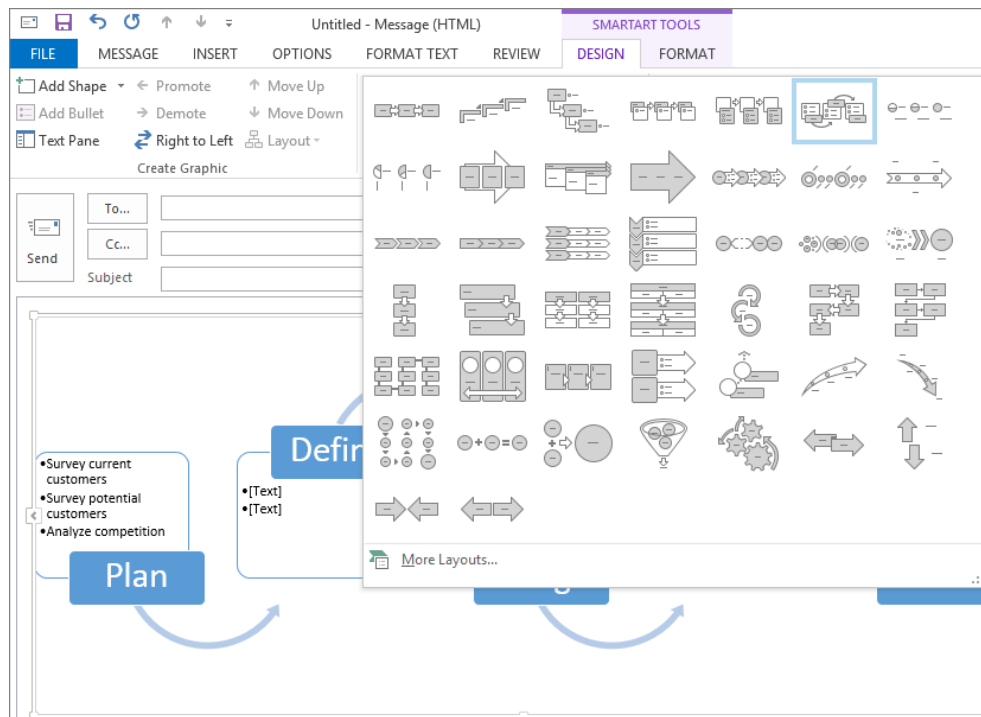 Untitled - Message (HTML)
SMARTART TOOLS
FILE MESSAGE INSERT OPTIONS FORMAT TEXT REVIEW DESIGN FORMAT
Add Shape Promote Move Up
Add Bullet Demote Move Down
Text Pane Right to Left Layout
Create Graphic
Send
To...
Cc...
Subject
•Survey current
customers
•Survey potential
customers
•Analyze competition
Plan
Defin
•[Text]
•[Text]
More Layouts...